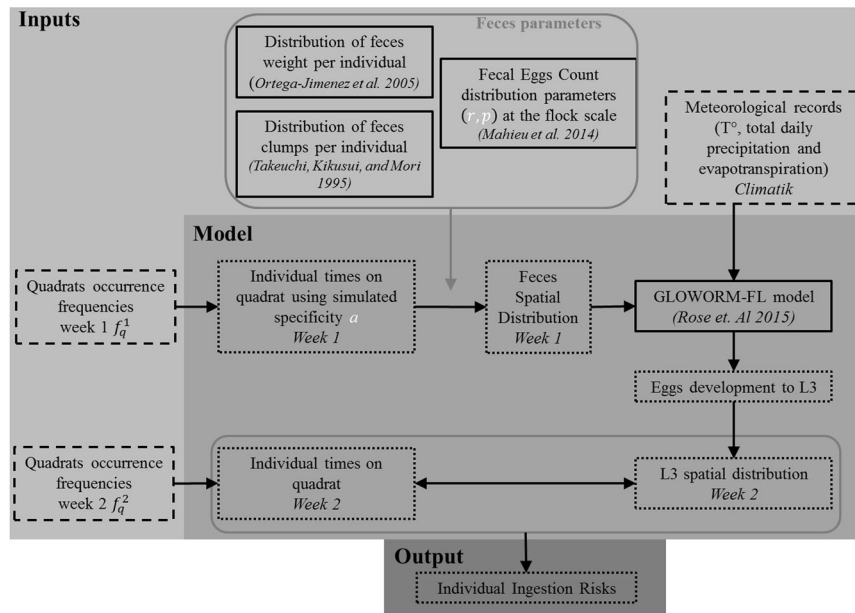 Inputs
Feces parameters
Distribution of feces
weight per individual
(Ortega-Jimenez et al. 2005)
Distribution of feces
clumps per individual
(Takeuchi, Kikusui, and Mori
1995)
Fecal Eggs Count
distribution parameters
(r,p) at the flock scale
(Mahieu et al. 2014)
Meteorological records
(T°, total daily
precipitation and
evapotranspiration)
Climatik
Model
Quadrats occurrence
frequencies
week 1 f_q^1
Individual times on
quadrat using simulated
specificity a
Week 1
Feces
Spatial
Distribution
Week 1
GLOWORM-FL model
(Rose et. Al 2015)
Eggs development to L3
Quadrats occurrence
frequencies
week 2 f_q^2
Individual times on
quadrat
Week 2
L3 spatial distribution
Week 2
Output
Individual Ingestion Risks